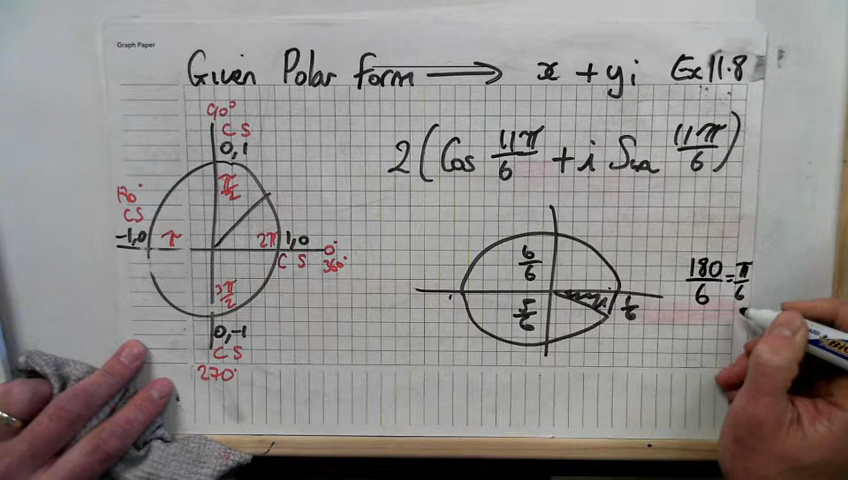 Graph Paper
Given Polar form → x + yi Ex 11.8
2(Cos 11π/6 + i Sin 11π/6)
90°
C S
0,1
π/2
C S
-1,0
π
2π
1,0
0°
C S
360°
3π/2
0,-1
C S
270°
6/6
5/6
1/6
180/6 = π/6